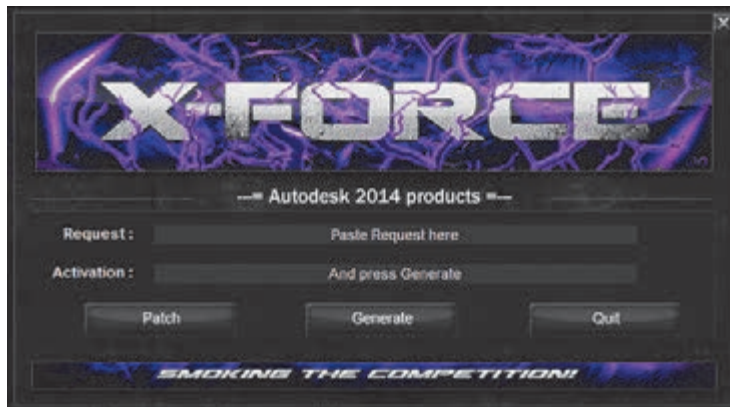 X
X-FORCE
---= Autodesk 2014 products =---
Request :
Paste Request here
Activation :
And press Generate
Patch
Generate
Quit
SMOKING THE COMPETITION!